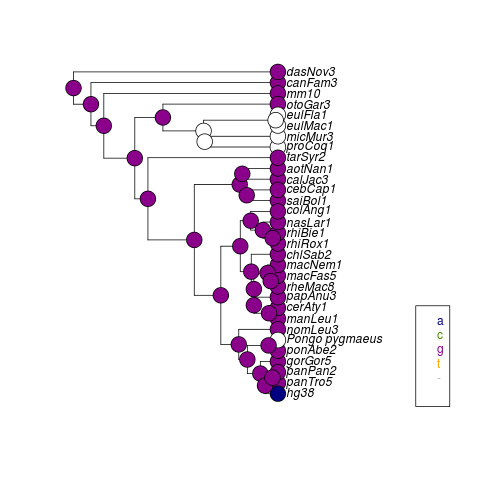 dasNov3
canFam3
mm10
otoGar3
eulFla1
eulMac1
micMur3
proCoq1
tarSyr2
aotNan1
calJac3
cebCap1
saiBol1
colAng1
nasLar1
rhiBie1
rhiRox1
chlSab2
macNem1
macFas5
rheMac8
papAnu3
cerAty1
manLeu1
nomLeu3
Pongo pygmaeus
ponAbe2
gorGor5
panPan2
panTro5
hg38
a
c
g
t
-